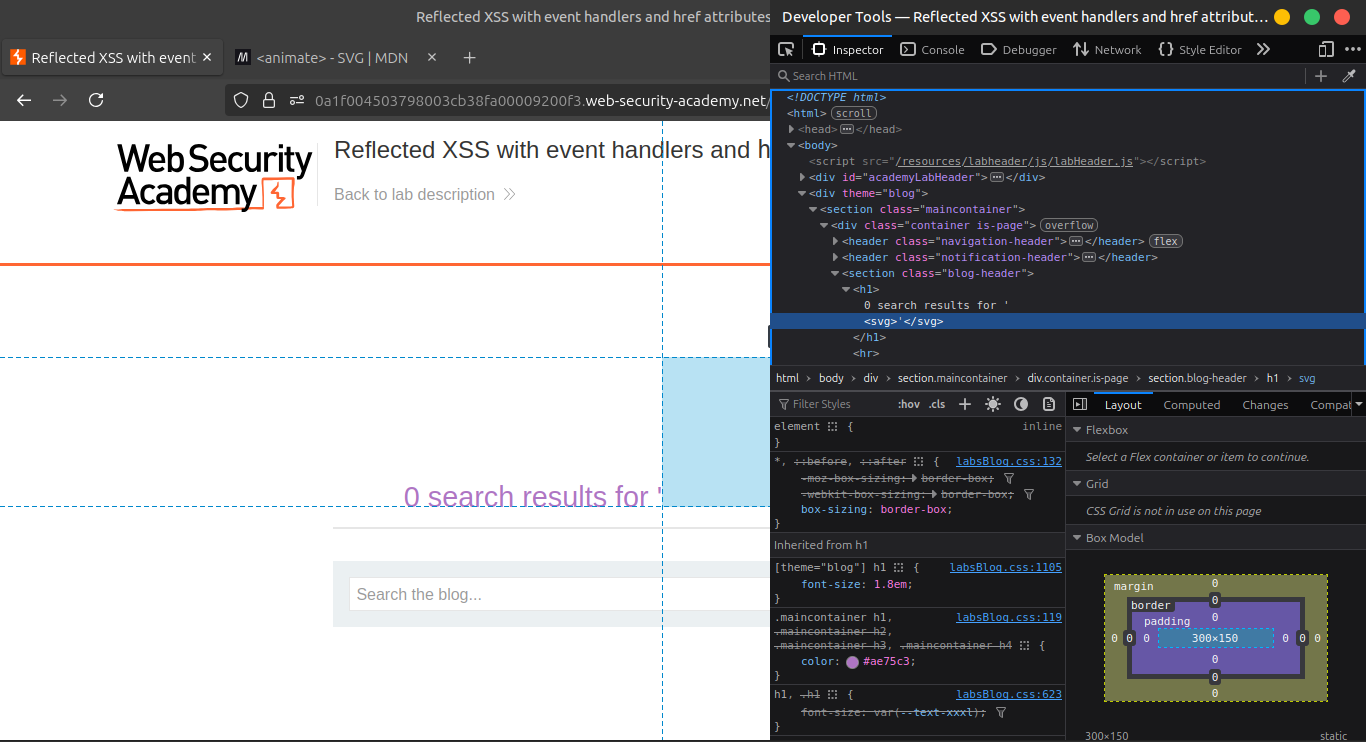 Reflected XSS with event handlers and href attributes
Developer Tools — Reflected XSS with event handlers and href attribut…
Reflected XSS with event
<animate> - SVG | MDN
0a1f004503798003cb38fa00009200f3.web-security-academy.net/
Inspector
Console
Debugger
Network
Style Editor
Search HTML
Web Security
Academy
Reflected XSS with event handlers and h
Back to lab description
0 search results for '
Search the blog...
<!DOCTYPE html>
<html> scroll
<head> </head>
<body>
<script src="/resources/labheader/js/labHeader.js"></script>
<div id="academyLabHeader"> </div>
<div theme="blog">
<section class="maincontainer">
<div class="container is-page"> overflow
<header class="navigation-header"> </header> flex
<header class="notification-header"> </header>
<section class="blog-header">
<h1>
0 search results for '
<svg>'</svg>
</h1>
<hr>
html > body > div > section.maincontainer > div.container.is-page > section.blog-header > h1 > svg
Filter Styles
:hov .cls
element { inline
}
*, ::before, ::after { labsBlog.css:132
-moz-box-sizing: border-box;
-webkit-box-sizing: border-box;
box-sizing: border-box;
}
Inherited from h1
[theme="blog"] h1 { labsBlog.css:1105
font-size: 1.8em;
}
.maincontainer h1, labsBlog.css:119
.maincontainer h2,
.maincontainer h3, .maincontainer h4 {
color: #ae75c3;
}
h1, .h1 { labsBlog.css:623
font-size: var(--text-xxxl);
}
Layout
Computed
Changes
Compat
Flexbox
Select a Flex container or item to continue.
Grid
CSS Grid is not in use on this page
Box Model
margin 0
border 0
padding 0
0 0 0 300×150 0 0 0
0
0
0
300×150 static